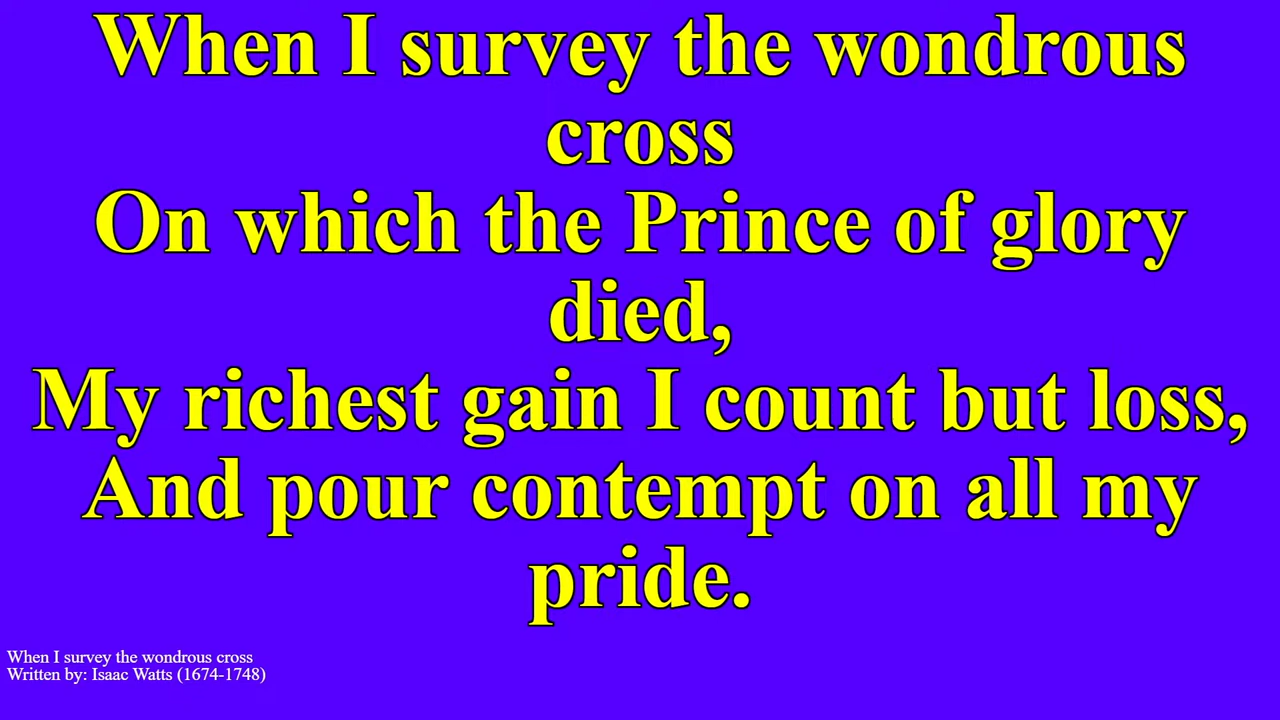 When I survey the wondrous
cross
On which the Prince of glory
died,
My richest gain I count but loss,
And pour contempt on all my
pride.
When I survey the wondrous cross
Written by: Isaac Watts (1674-1748)